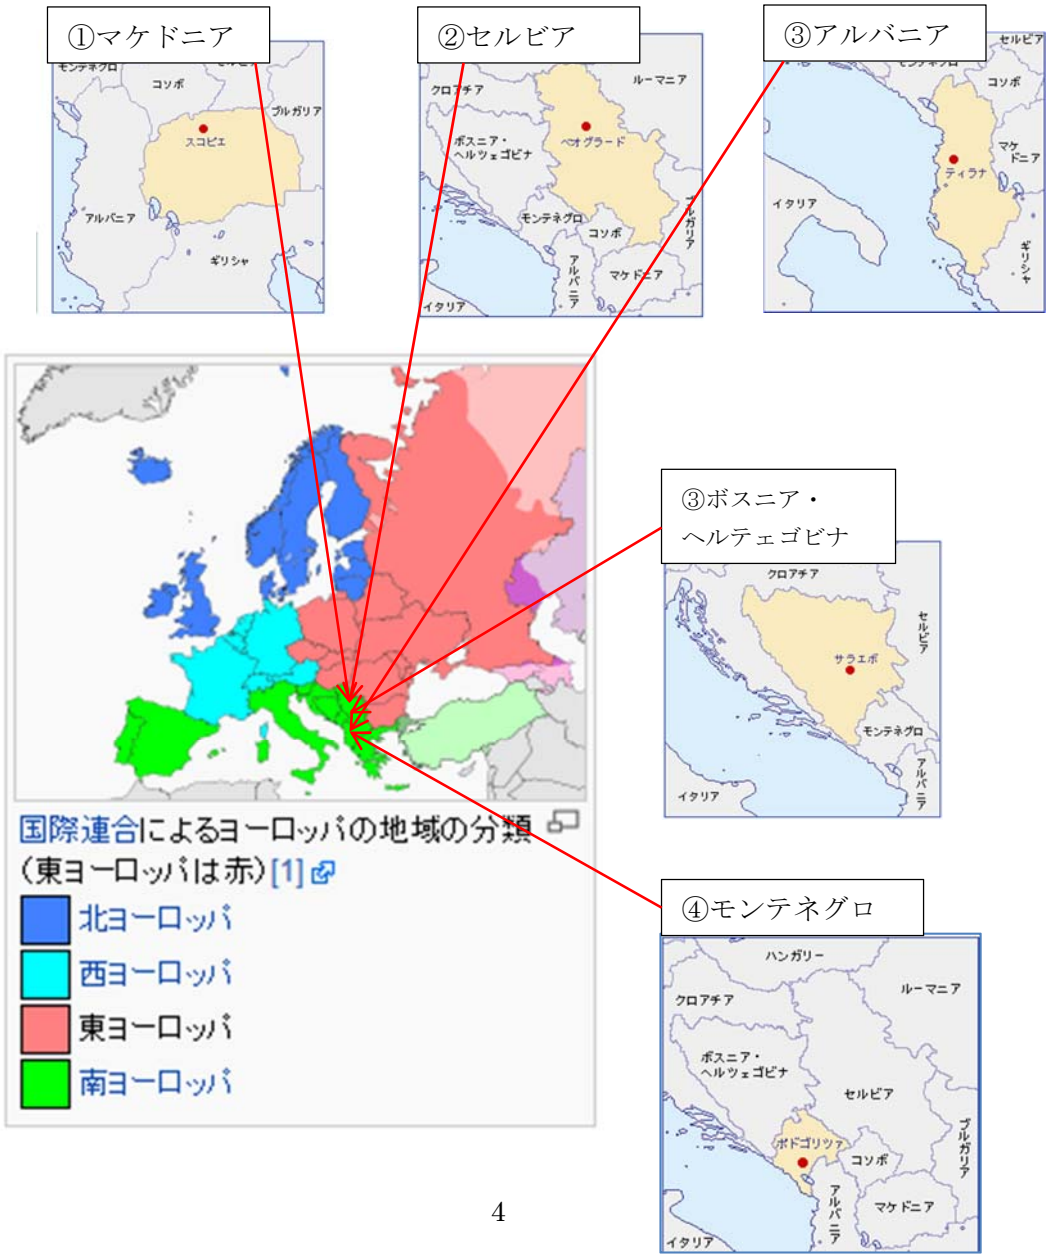 ①マケドニア
モンテネグロ
コソボ
ブルガリア
スコピエ
アルバニア
ギリシャ
②セルビア
クロアチア
ルーマニア
ボスニア・
ヘルツェゴビナ
ベオグラード
モンテネグロ
コソボ
ブルガリア
アルバニア
マケドニア
イタリア
③アルバニア
セルビア
モンテネグロ
コソボ
マケ
ドニア
ティラナ
イタリア
ギリシャ
③ボスニア・
ヘルテェゴビナ
クロアチア
セルビア
サラエボ
モンテネグロ
アルバニア
イタリア
国際連合によるヨーロッパの地域の分類
(東ヨーロッパは赤)[1]
北ヨーロッパ
西ヨーロッパ
東ヨーロッパ
南ヨーロッパ
④モンテネグロ
ハンガリー
ルーマニア
クロアチア
ボスニア・
ヘルツェゴビナ
セルビア
ポドゴリツァ
コソボ
ブルガリア
アルバニア
マケドニア
イタリア
4